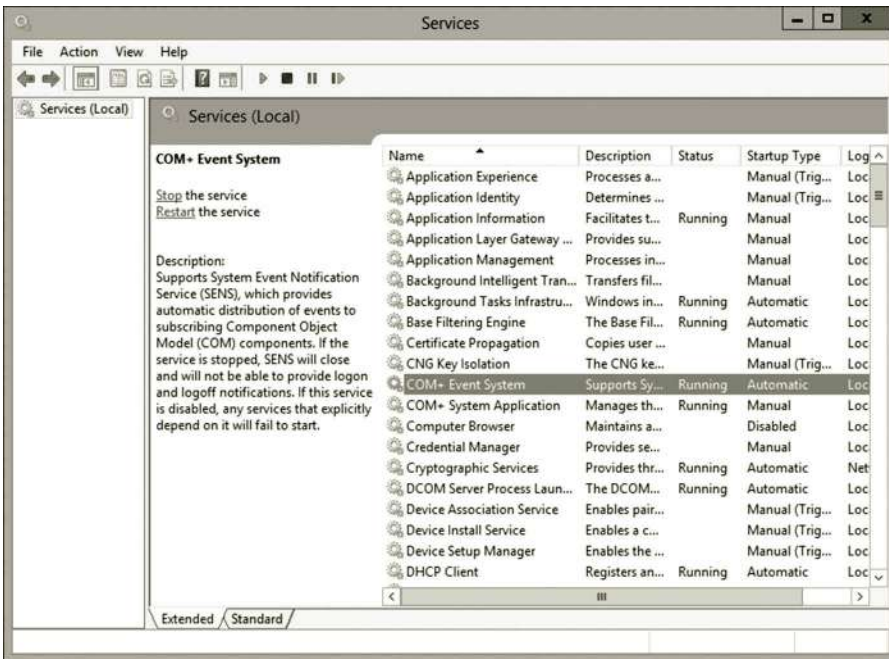 Services
File Action View Help
Services (Local)
Services (Local)
COM+ Event System
Stop the service
Restart the service
Description:
Supports System Event Notification
Service (SENS), which provides
automatic distribution of events to
subscribing Component Object
Model (COM) components. If the
service is stopped, SENS will close
and will not be able to provide logon
and logoff notifications. If this service
is disabled, any services that explicitly
depend on it will fail to start.
Name Description Status Startup Type Log
Application Experience Processes a... Manual (Trig... Loc
Application Identity Determines ... Manual (Trig... Loc
Application Information Facilitates t... Running Manual Loc
Application Layer Gateway ... Provides su... Manual Loc
Application Management Processes in... Manual Loc
Background Intelligent Tran... Transfers fil... Manual Loc
Background Tasks Infrastru... Windows in... Running Automatic Loc
Base Filtering Engine The Base Fil... Running Automatic Loc
Certificate Propagation Copies user ... Manual Loc
CNG Key Isolation The CNG ke... Manual (Trig... Loc
COM+ Event System Supports Sy... Running Automatic Loc
COM+ System Application Manages th... Running Manual Loc
Computer Browser Maintains a... Disabled Loc
Credential Manager Provides se... Manual Loc
Cryptographic Services Provides thr... Running Automatic Net
DCOM Server Process Laun... The DCOM... Running Automatic Loc
Device Association Service Enables pair... Manual (Trig... Loc
Device Install Service Enables a c... Manual (Trig... Loc
Device Setup Manager Enables the ... Manual (Trig... Loc
DHCP Client Registers an... Running Automatic Loc
Extended Standard